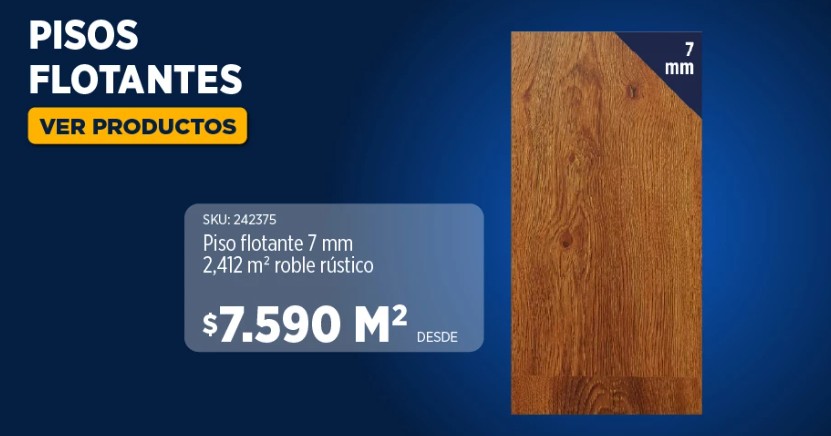 PISOS
FLOTANTES
VER PRODUCTOS
7
mm
SKU: 242375
Piso flotante 7 mm
2,412 m² roble rústico
$7.590 M² DESDE